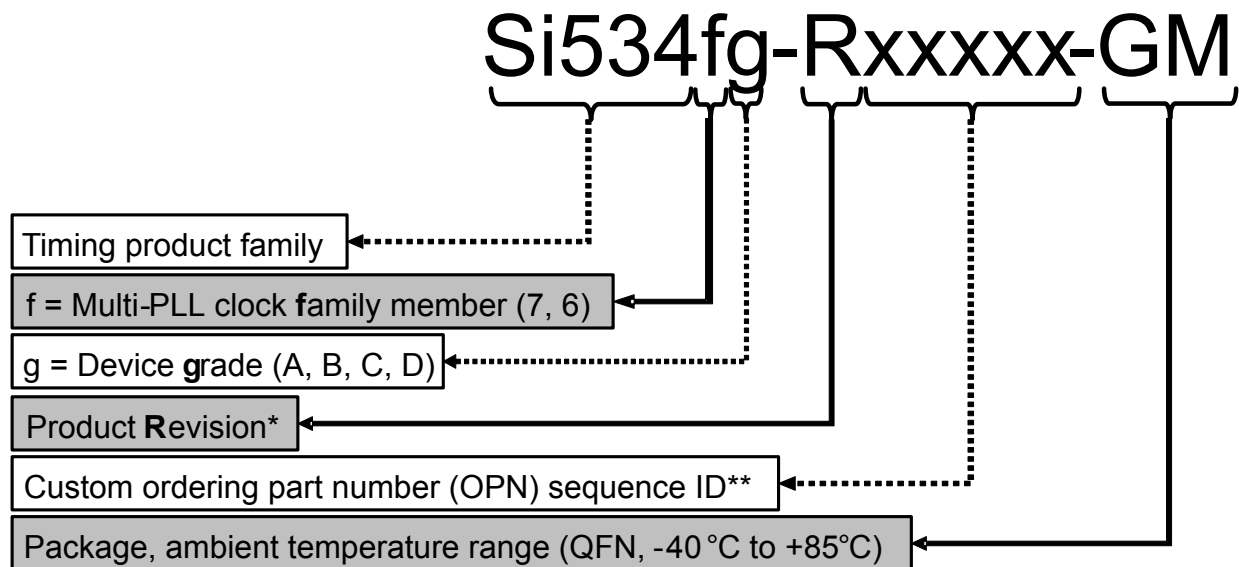 Si534fg-Rxxxxx-GM
Timing product family
f = Multi-PLL clock family member (7, 6)
g = Device grade (A, B, C, D)
Product Revision*
Custom ordering part number (OPN) sequence ID**
Package, ambient temperature range (QFN, -40°C to +85°C)